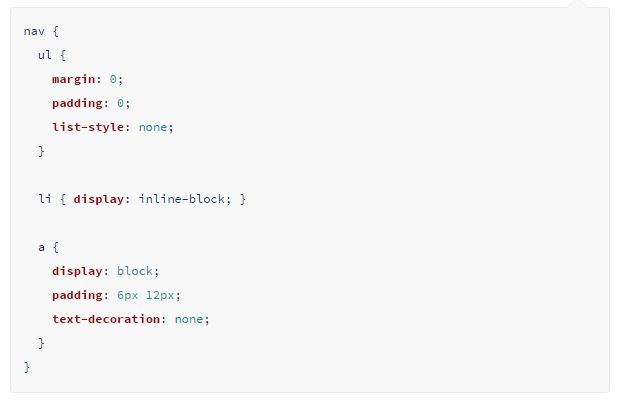 nav {
  ul {
    margin: 0;
    padding: 0;
    list-style: none;
  }

  li { display: inline-block; }

  a {
    display: block;
    padding: 6px 12px;
    text-decoration: none;
  }
}